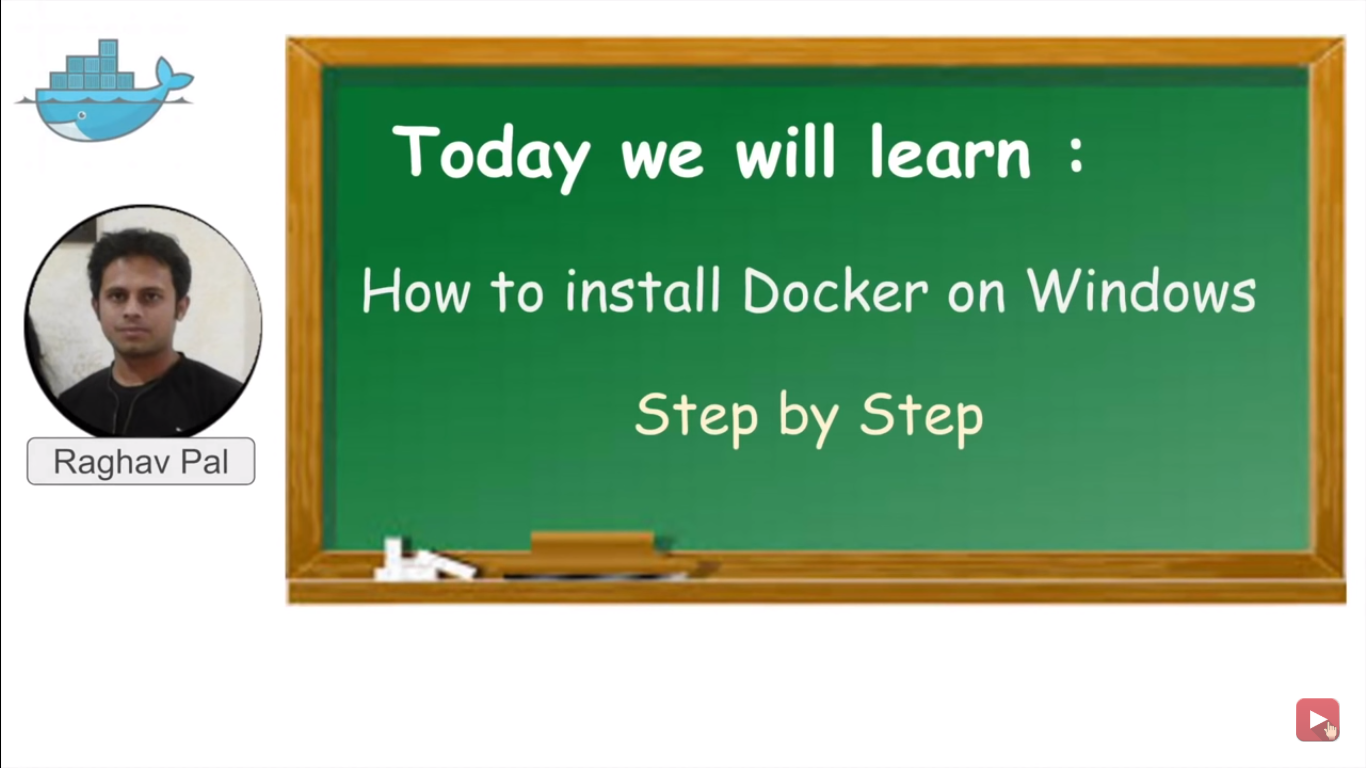 Today we will learn :
How to install Docker on Windows
Step by Step
Raghav Pal